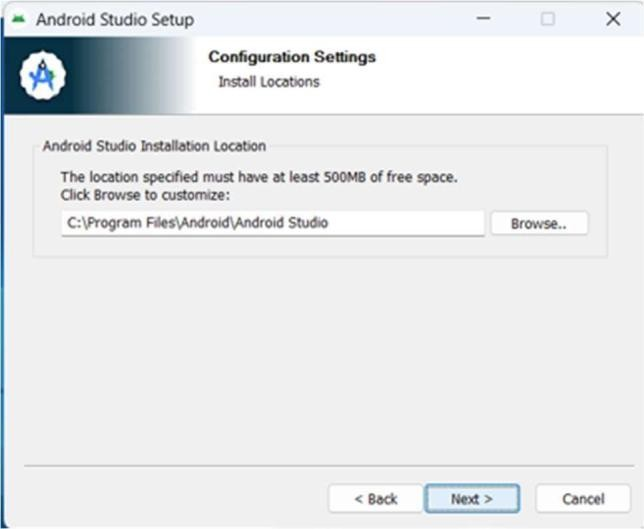 Android Studio Setup
Configuration Settings
Install Locations
Android Studio Installation Location
The location specified must have at least 500MB of free space.
Click Browse to customize:
C:\Program Files\Android\Android Studio
Browse..
< Back
Next >
Cancel